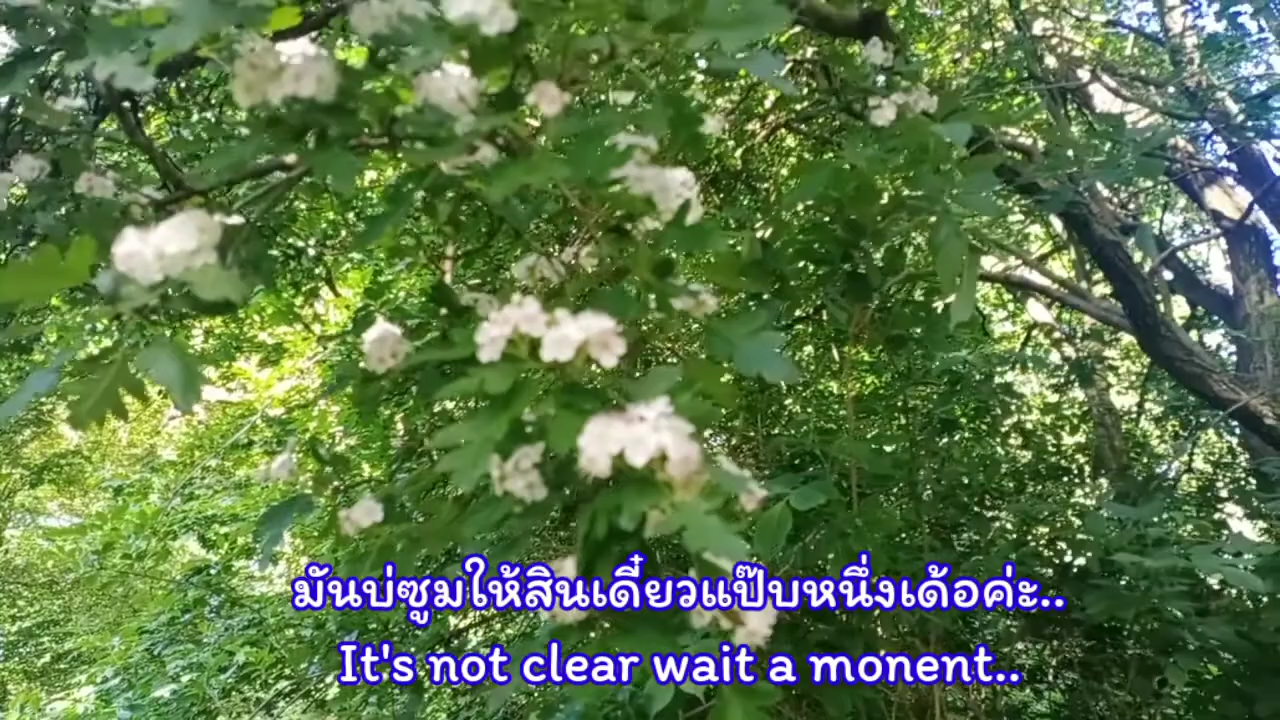 มันบ่ซูมให้สินเดี๋ยวแป๊บหนึ่งเด้อค่ะ..
It's not clear wait a monent..